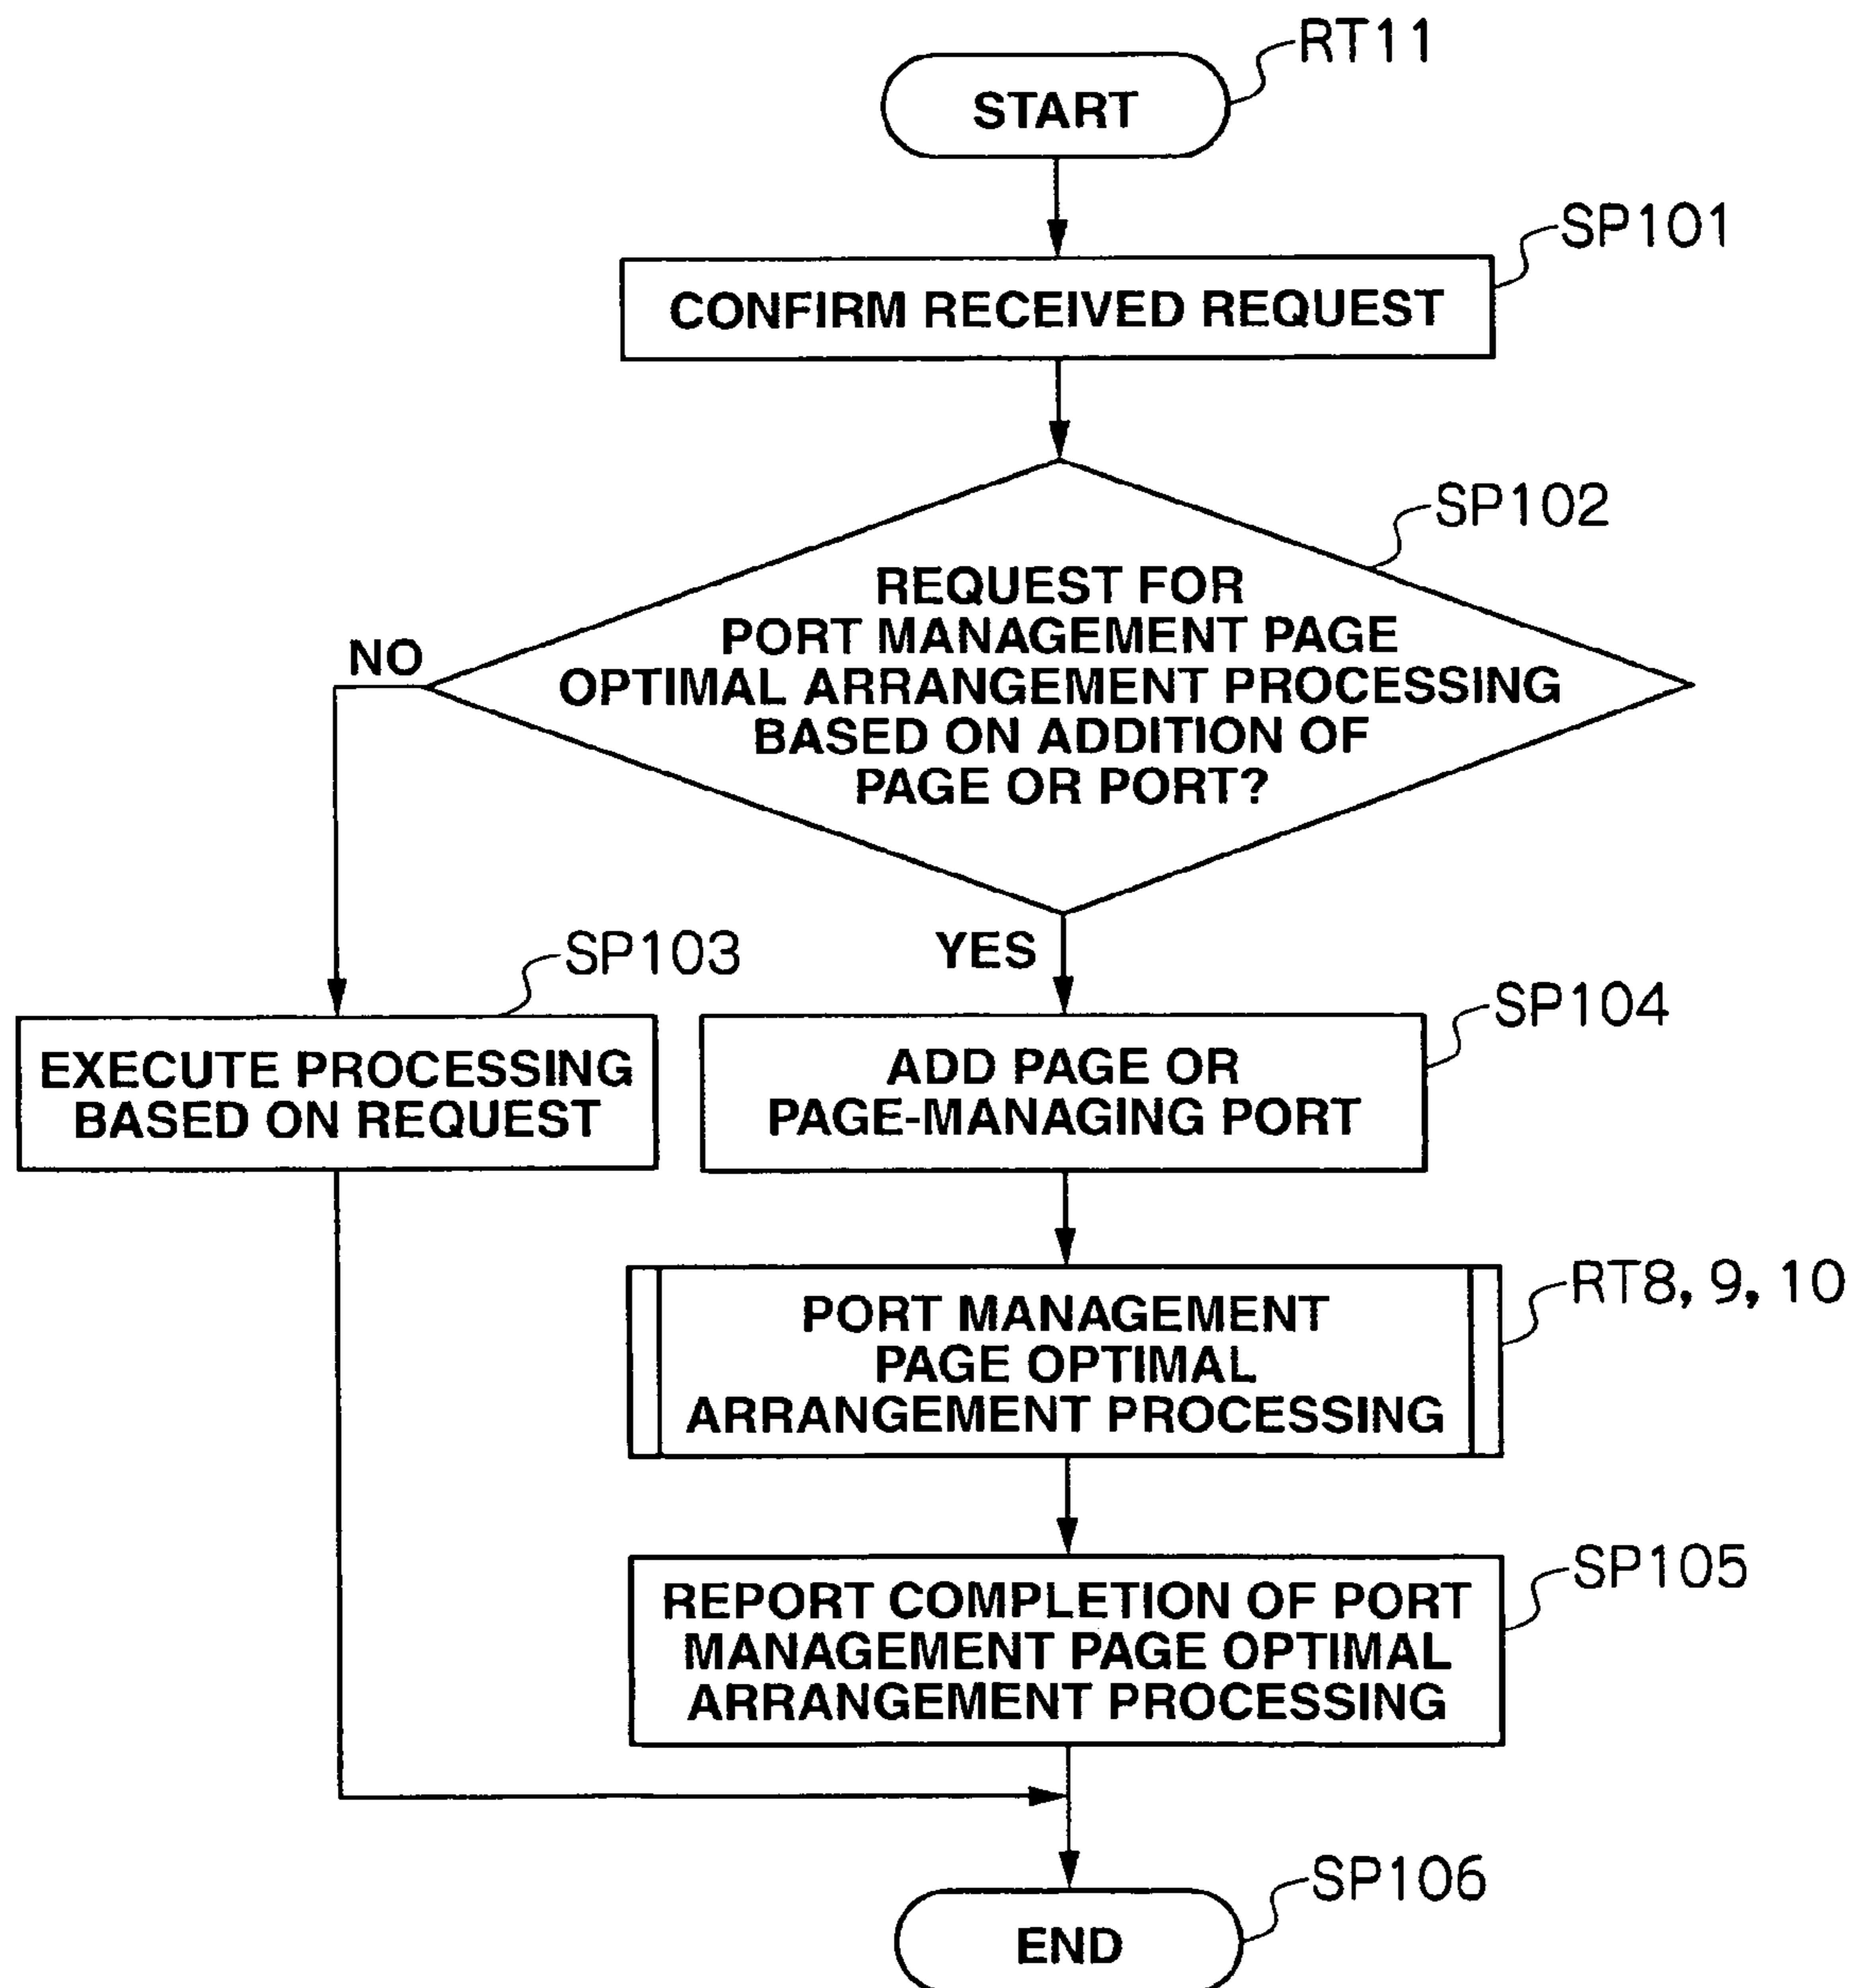 RT11
START
SP101
CONFIRM RECEIVED REQUEST
SP102
REQUEST FOR
PORT MANAGEMENT PAGE
OPTIMAL ARRANGEMENT PROCESSING
BASED ON ADDITION OF
PAGE OR PORT?
NO
YES
SP103
EXECUTE PROCESSING
BASED ON REQUEST
SP104
ADD PAGE OR
PAGE-MANAGING PORT
RT8, 9, 10
PORT MANAGEMENT
PAGE OPTIMAL
ARRANGEMENT PROCESSING
SP105
REPORT COMPLETION OF PORT
MANAGEMENT PAGE OPTIMAL
ARRANGEMENT PROCESSING
SP106
END